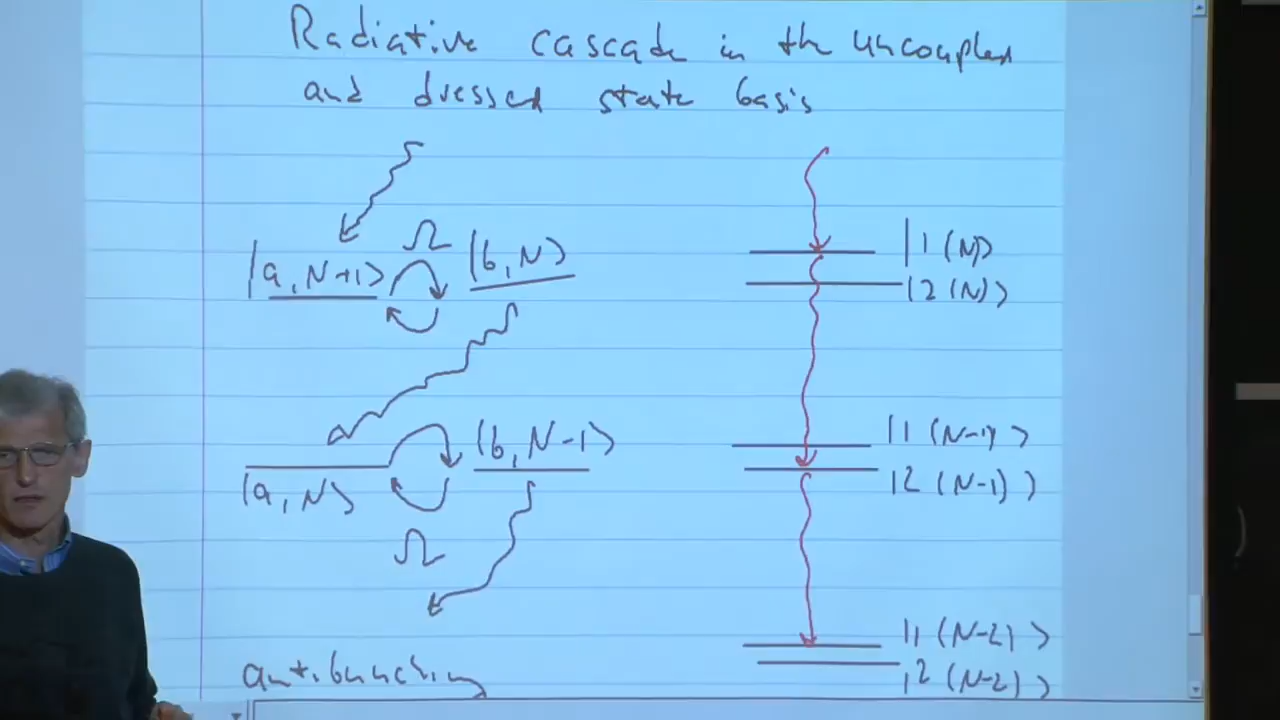 Radiative cascade in the uncoupled
and dressed state basis
Ω
|a, N+1> |b, N>
|1 (N)>
|2 (N)>
|b, N-1>
|1 (N-1)>
|a, N>
|2 (N-1)>
Ω
|1 (N-2)>
antibunching
|2 (N-2)>